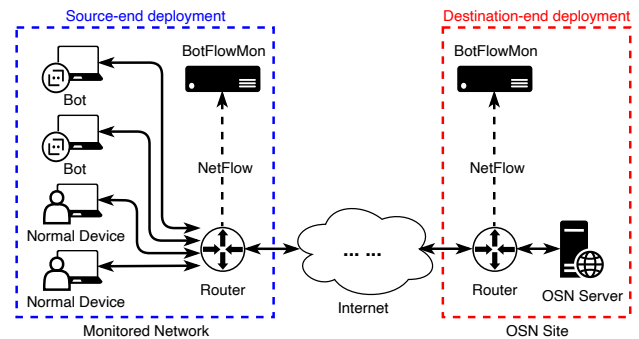 Source-end deployment
Destination-end deployment
BotFlowMon
BotFlowMon
Bot
Bot
NetFlow
NetFlow
Normal Device
Normal Device
Router
... ...
Internet
Router
OSN Server
Monitored Network
OSN Site